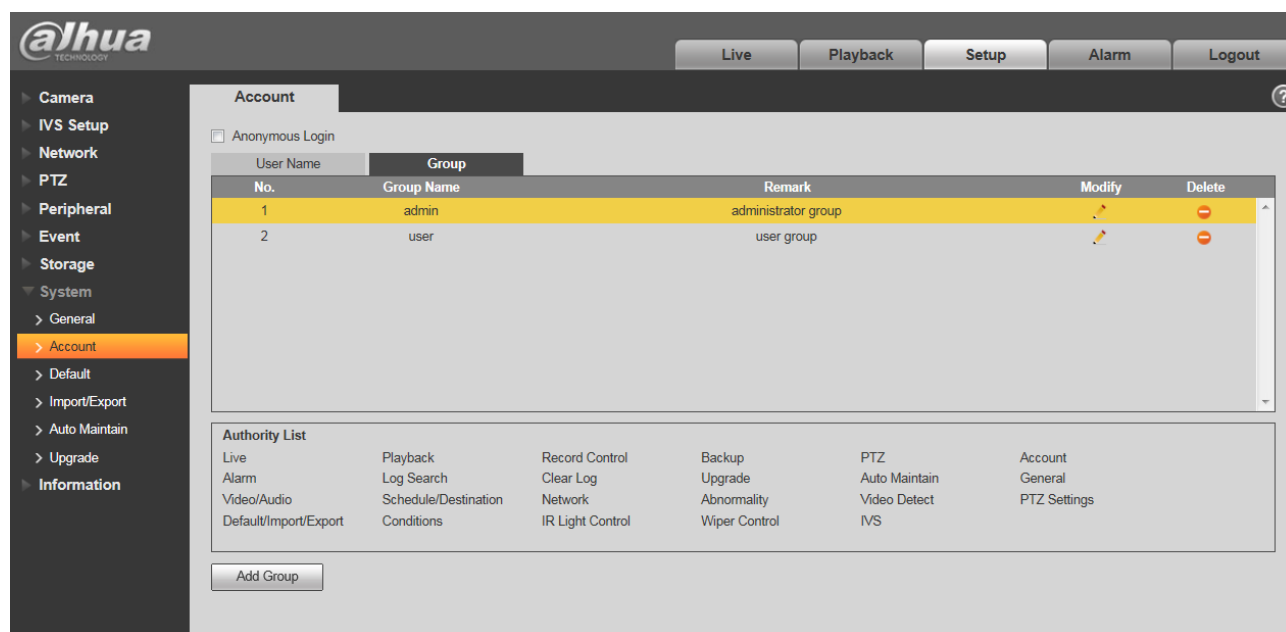 alhua
TECHNOLOGY
Live Playback Setup Alarm Logout
Camera
IVS Setup
Network
PTZ
Peripheral
Event
Storage
System
General
Account
Default
Import/Export
Auto Maintain
Upgrade
Information
Account ?
Anonymous Login
User Name Group
No. Group Name Remark Modify Delete
1 admin administrator group
2 user user group
Authority List
Live Playback Record Control Backup PTZ Account
Alarm Log Search Clear Log Upgrade Auto Maintain General
Video/Audio Schedule/Destination Network Abnormality Video Detect PTZ Settings
Default/Import/Export Conditions IR Light Control Wiper Control IVS
Add Group